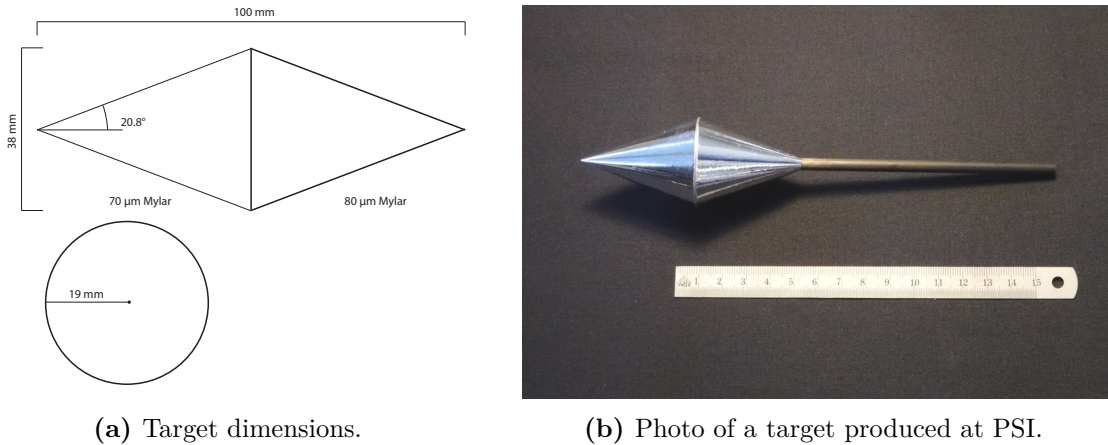 100 mm
38 mm
20.8°
70 µm Mylar
80 µm Mylar
19 mm
1 2 3 4 5 6 7 8 9 10 11 12 13 14 15
(a) Target dimensions.
(b) Photo of a target produced at PSI.